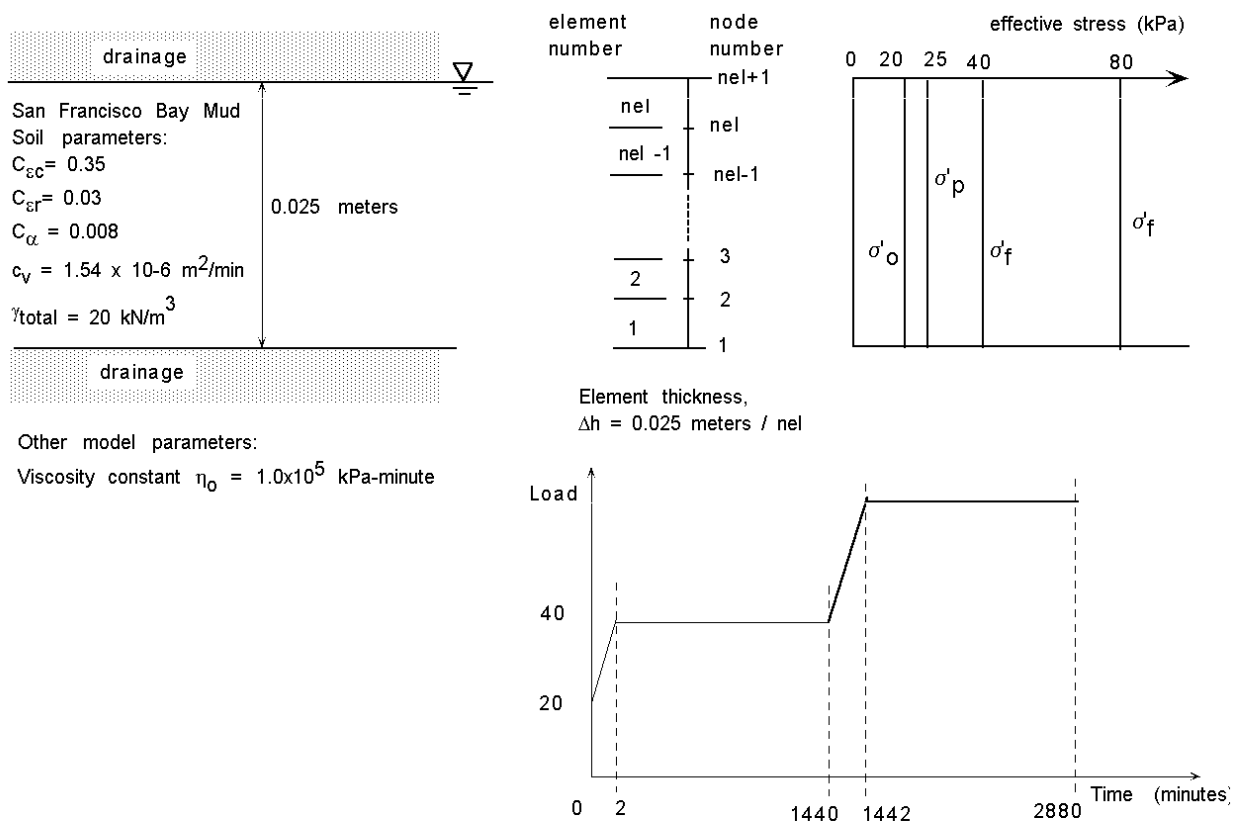 drainage
San Francisco Bay Mud
Soil parameters:
Cεc= 0.35
Cεr= 0.03
Cα = 0.008
cv = 1.54 x 10-6 m²/min
γtotal = 20 kN/m³
0.025 meters
drainage
Other model parameters:
Viscosity constant ηo = 1.0x10⁵ kPa-minute
element number
node number
nel+1
nel
nel
nel -1
nel-1
3
2
2
1
1
Element thickness,
Δh = 0.025 meters / nel
effective stress (kPa)
0 20 25 40 80
σ'o
σ'p
σ'f
σ'f
Load
40
20
0 2 1440 1442 2880
Time (minutes)